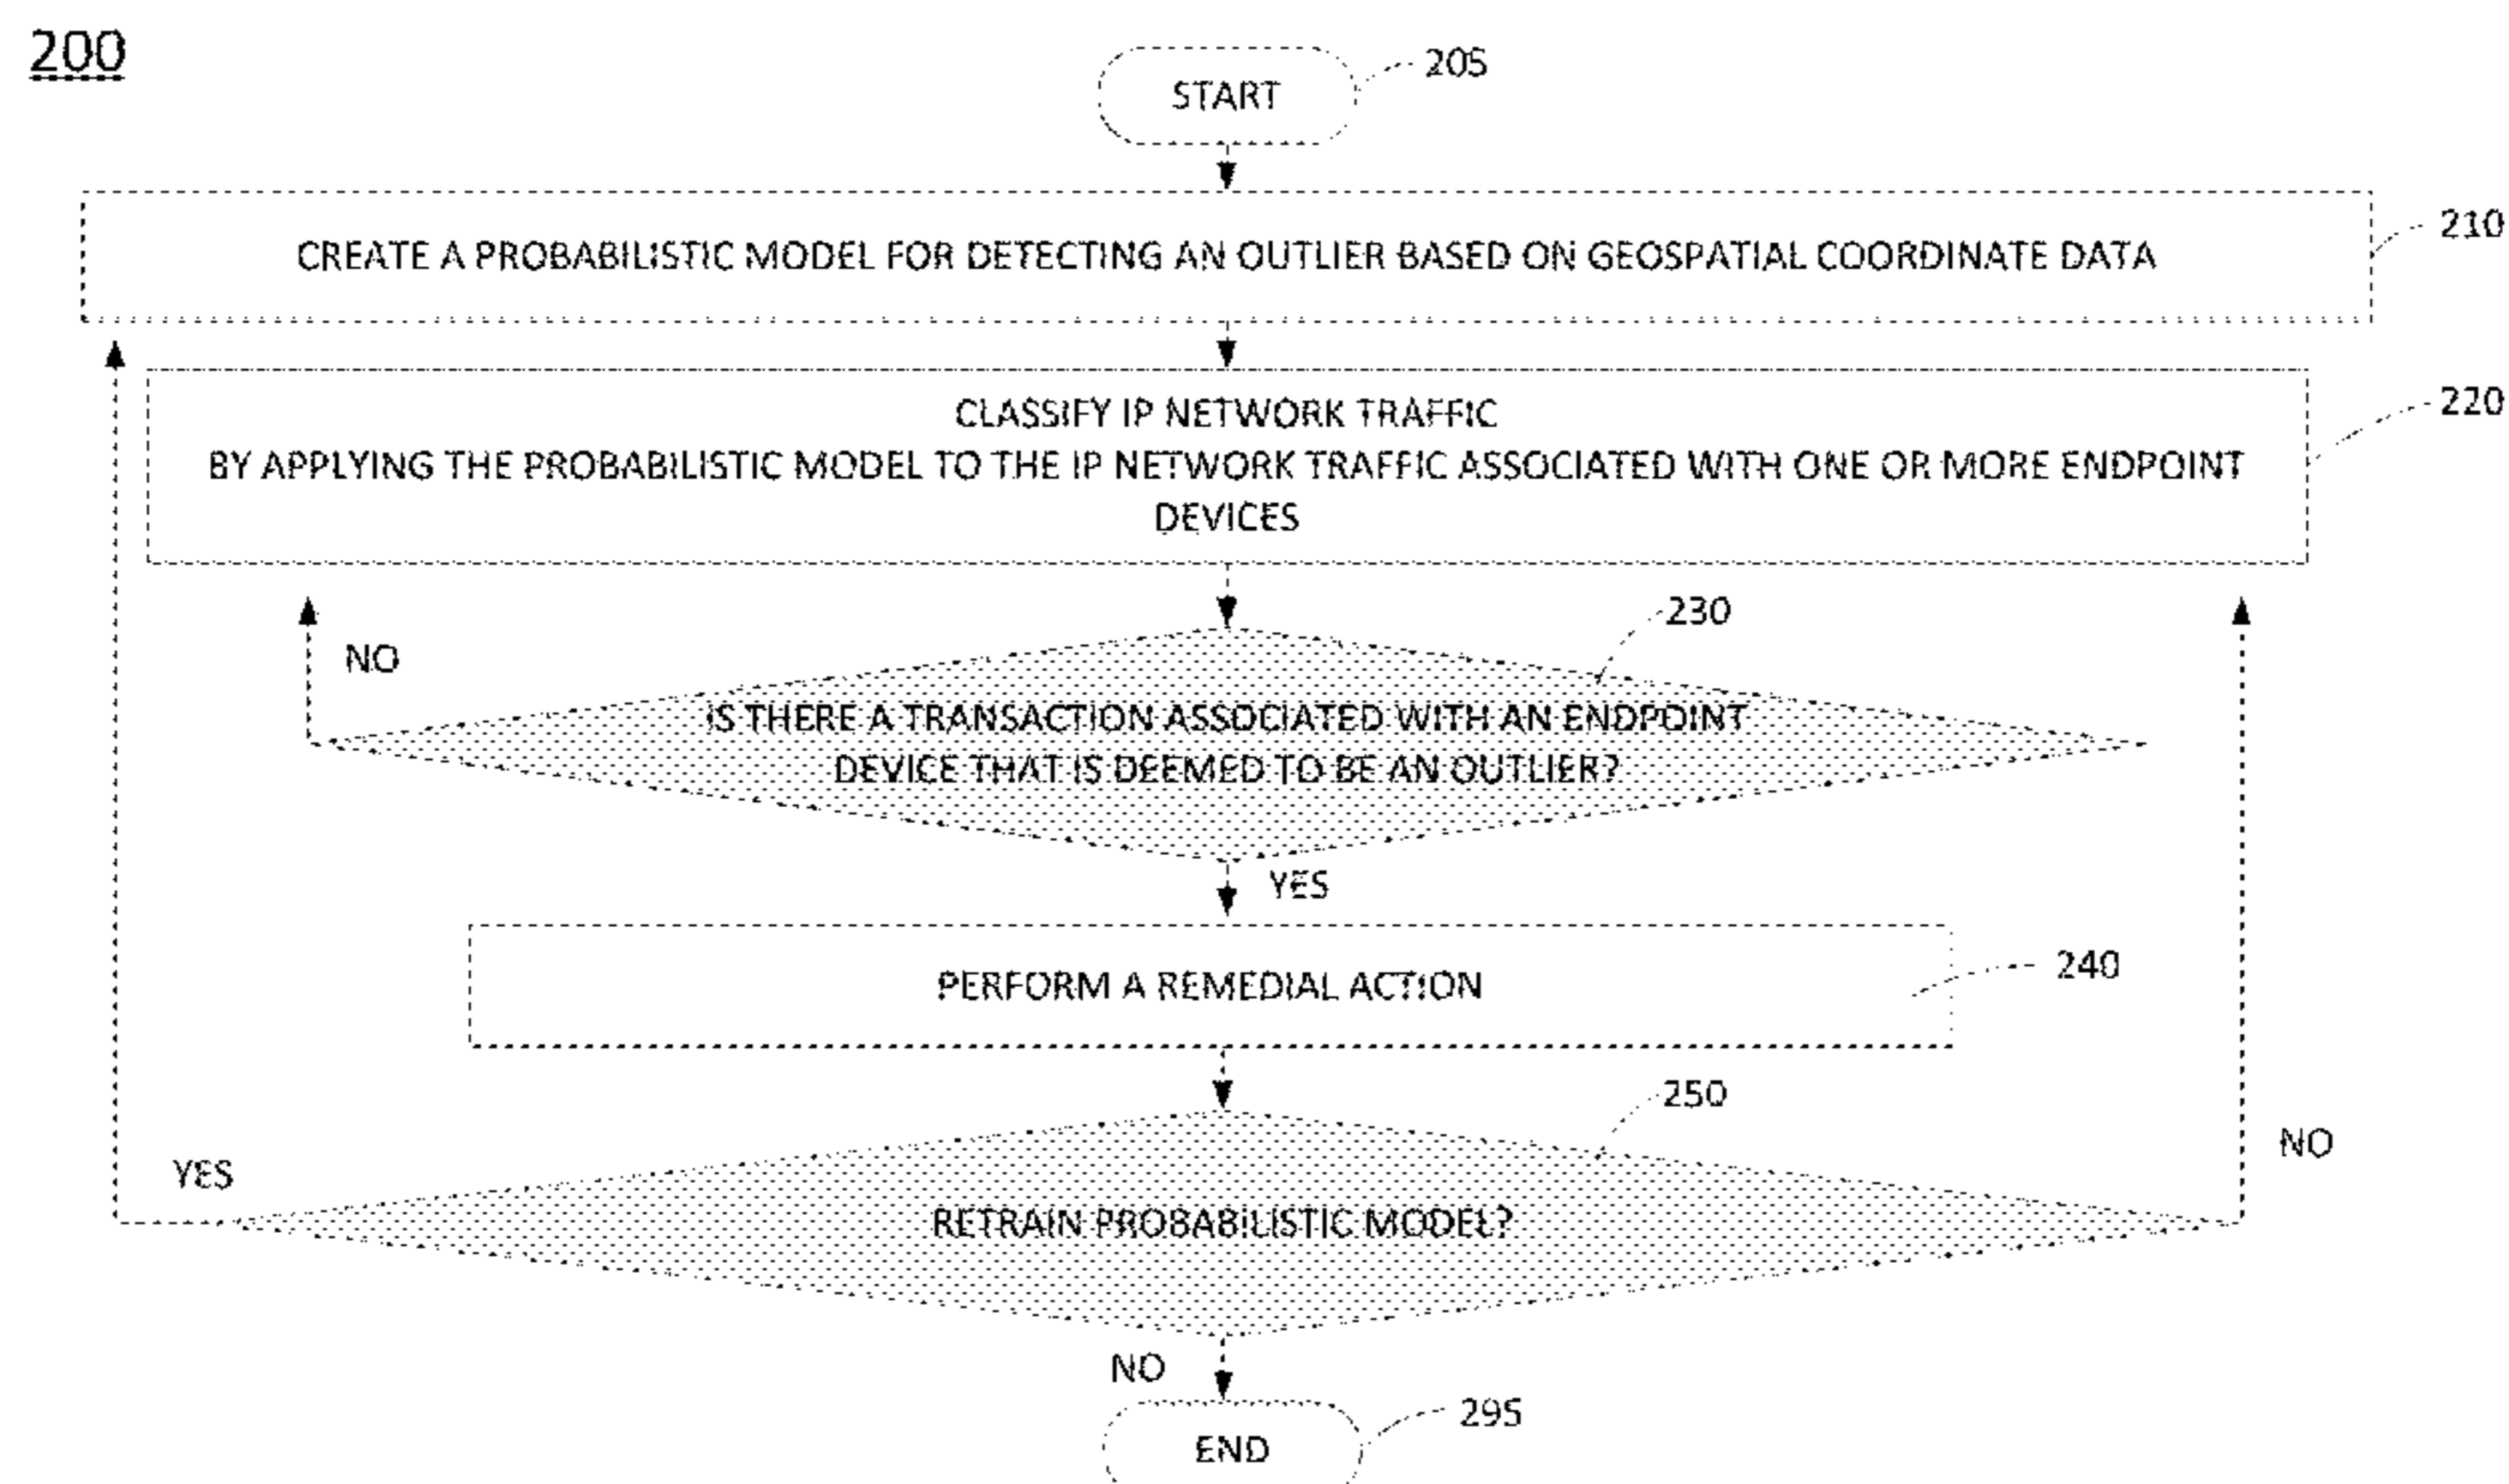 200
START
205
CREATE A PROBABILISTIC MODEL FOR DETECTING AN OUTLIER BASED ON GEOSPATIAL COORDINATE DATA
210
CLASSIFY IP NETWORK TRAFFIC
BY APPLYING THE PROBABILISTIC MODEL TO THE IP NETWORK TRAFFIC ASSOCIATED WITH ONE OR MORE ENDPOINT
DEVICES
220
230
NO
IS THERE A TRANSACTION ASSOCIATED WITH AN ENDPOINT
DEVICE THAT IS DEEMED TO BE AN OUTLIER?
YES
PERFORM A REMEDIAL ACTION
240
250
YES
NO
RETRAIN PROBABILISTIC MODEL?
NO
END
295